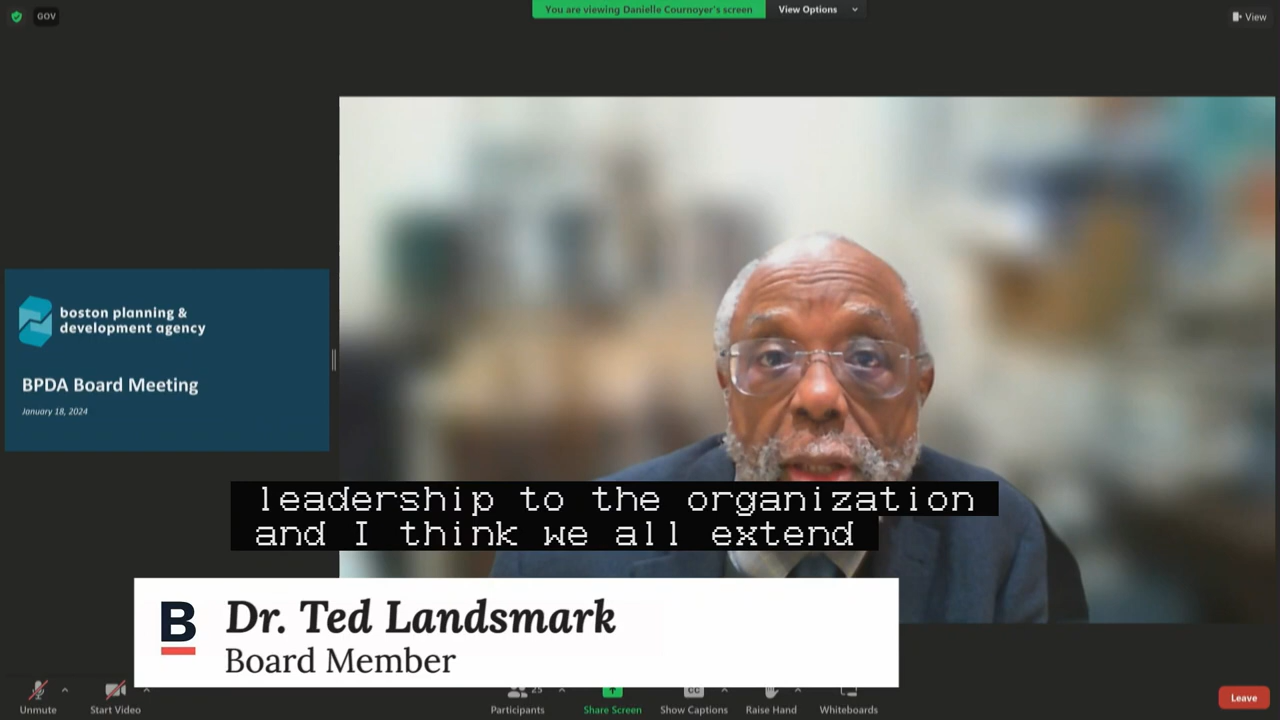 GOV
You are viewing Danielle Cournoyer's screen
View Options
View
boston planning &
development agency
BPDA Board Meeting
January 18, 2024
leadership to the organization
and I think we all extend
B
Dr. Ted Landsmark
Board Member
Unmute
Start Video
25
Participants
Share Screen
CC
Show Captions
Raise Hand
Whiteboards
Leave